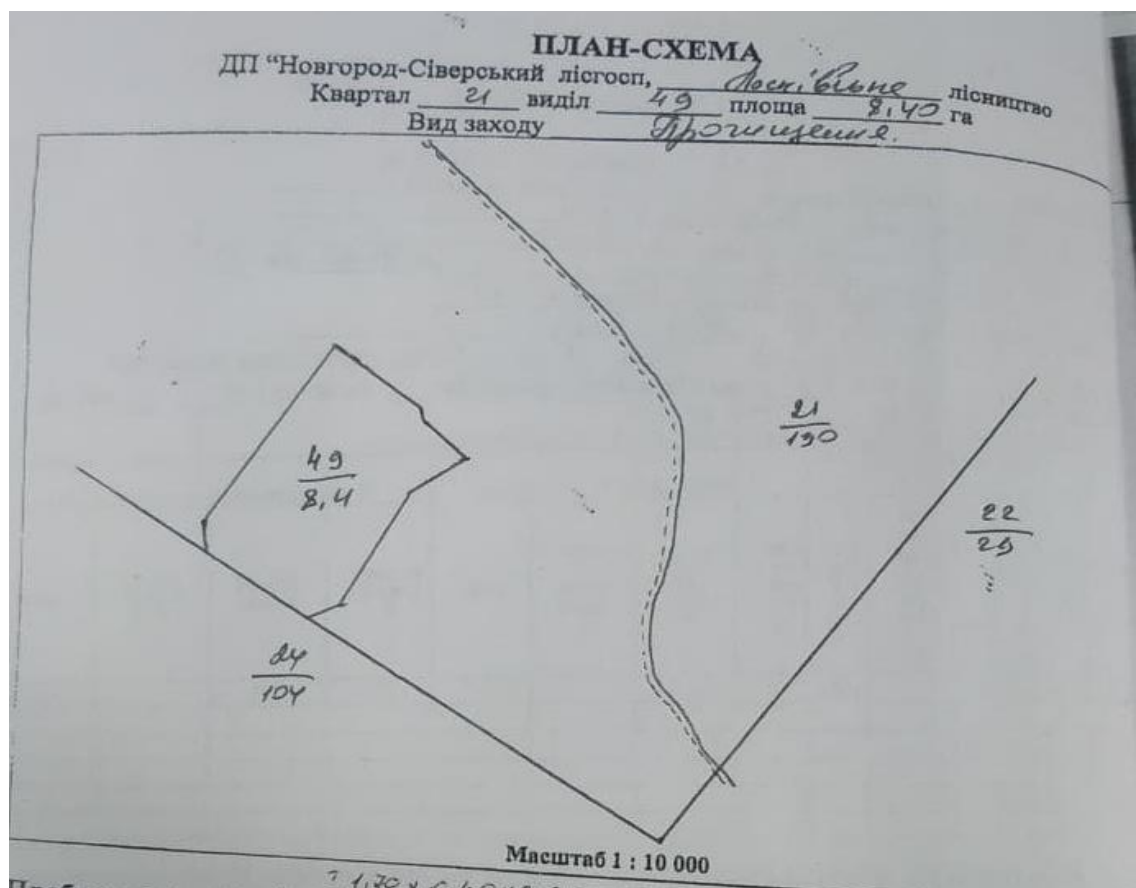 ПЛАН-СХЕМА
ДП “Новгород-Сіверський лісгосп, лісництво
Квартал 21 виділ 49 площа 8,40 га
Вид заходу Прочищення.
21
190
49
8,4
22
29
24
104
Масштаб 1 : 10 000